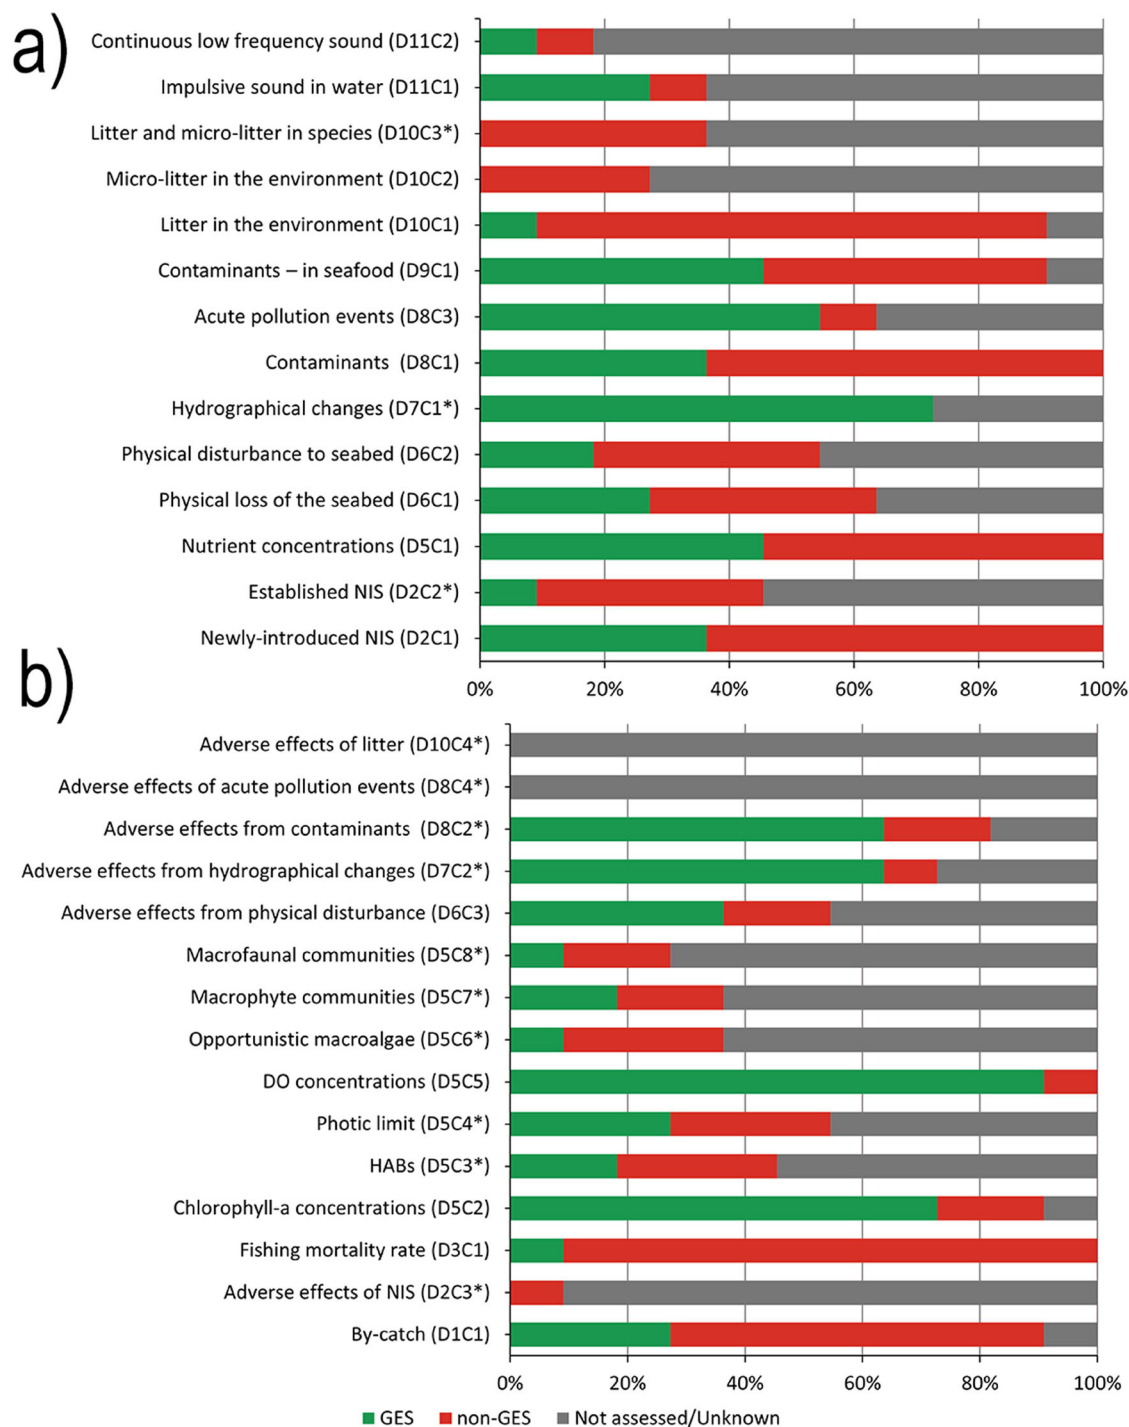 a)
Continuous low frequency sound (D11C2)
Impulsive sound in water (D11C1)
Litter and micro-litter in species (D10C3*)
Micro-litter in the environment (D10C2)
Litter in the environment (D10C1)
Contaminants – in seafood (D9C1)
Acute pollution events (D8C3)
Contaminants (D8C1)
Hydrographical changes (D7C1*)
Physical disturbance to seabed (D6C2)
Physical loss of the seabed (D6C1)
Nutrient concentrations (D5C1)
Established NIS (D2C2*)
Newly-introduced NIS (D2C1)
0% 20% 40% 60% 80% 100%
b)
Adverse effects of litter (D10C4*)
Adverse effects of acute pollution events (D8C4*)
Adverse effects from contaminants (D8C2*)
Adverse effects from hydrographical changes (D7C2*)
Adverse effects from physical disturbance (D6C3)
Macrofaunal communities (D5C8*)
Macrophyte communities (D5C7*)
Opportunistic macroalgae (D5C6*)
DO concentrations (D5C5)
Photic limit (D5C4*)
HABs (D5C3*)
Chlorophyll-a concentrations (D5C2)
Fishing mortality rate (D3C1)
Adverse effects of NIS (D2C3*)
By-catch (D1C1)
0% 20% 40% 60% 80% 100%
GES non-GES Not assessed/Unknown